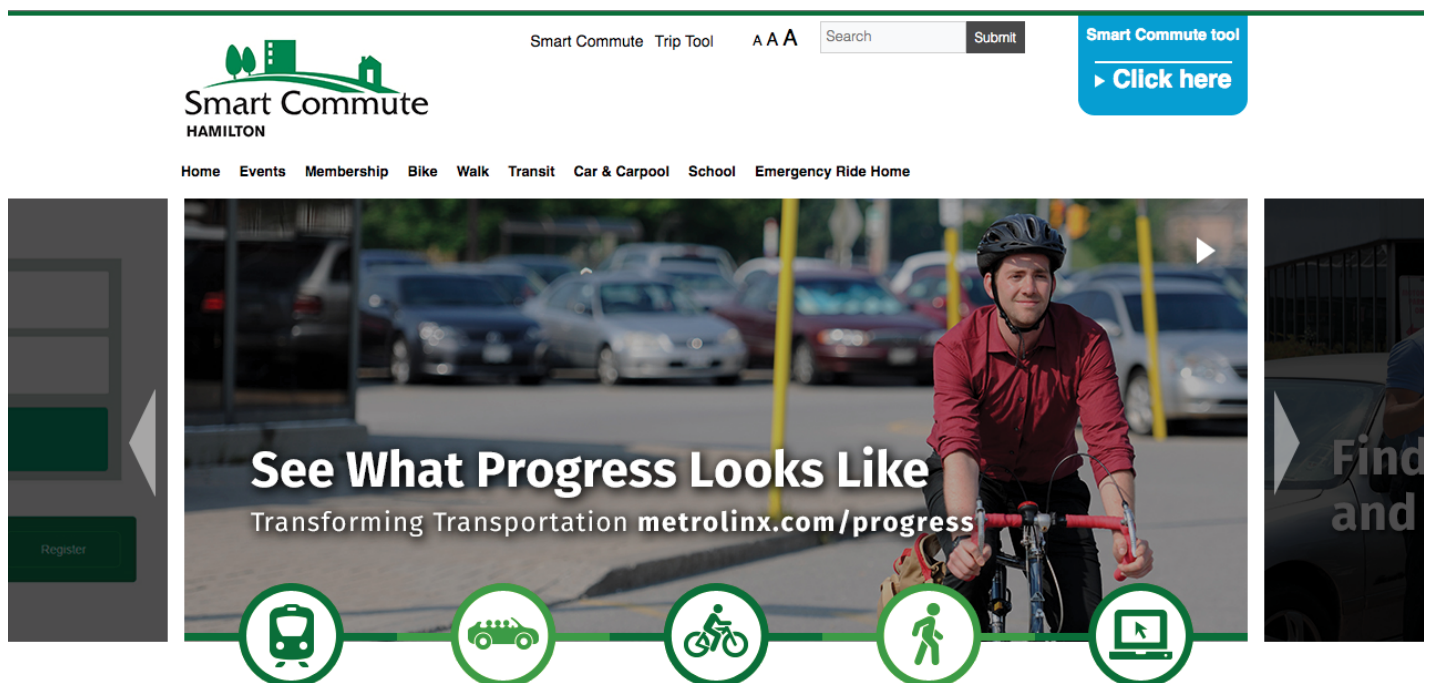 Smart Commute Trip Tool A A A Search Submit
Smart Commute tool
Click here
Smart Commute
HAMILTON
Home Events Membership Bike Walk Transit Car & Carpool School Emergency Ride Home
See What Progress Looks Like
Transforming Transportation metrolinx.com/progress
Find
and
Register